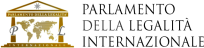 PARLAMENTO
DELLA LEGALITÀ
INTERNAZIONALE